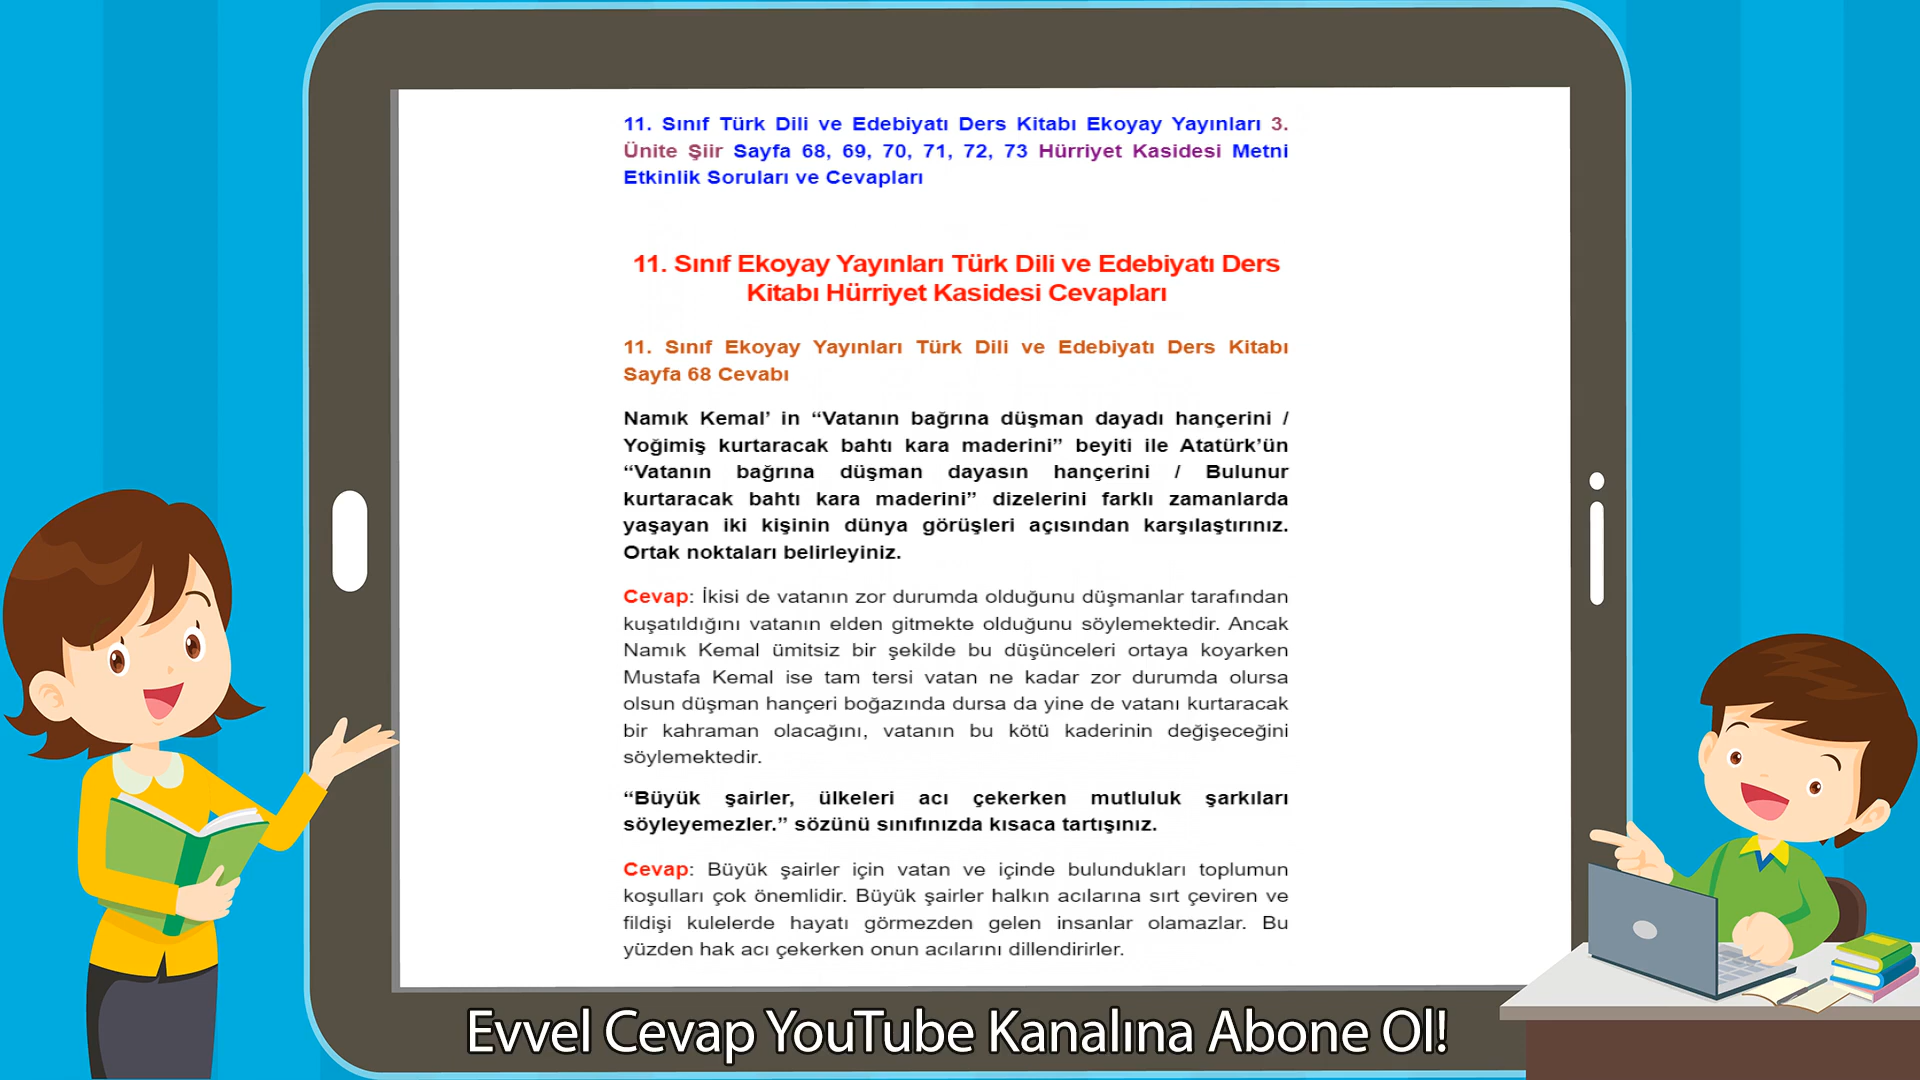 11. Sınıf Türk Dili ve Edebiyatı Ders Kitabı Ekoyay Yayınları 3.
Ünite Şiir Sayfa 68, 69, 70, 71, 72, 73 Hürriyet Kasidesi Metni
Etkinlik Soruları ve Cevapları
11. Sınıf Ekoyay Yayınları Türk Dili ve Edebiyatı Ders
Kitabı Hürriyet Kasidesi Cevapları
11. Sınıf Ekoyay Yayınları Türk Dili ve Edebiyatı Ders Kitabı
Sayfa 68 Cevabı
Namık Kemal’ in “Vatanın bağrına düşman dayadı hançerini /
Yoğimiş kurtaracak bahtı kara maderini” beyiti ile Atatürk’ün
“Vatanın bağrına düşman dayasın hançerini / Bulunur
kurtaracak bahtı kara maderini” dizelerini farklı zamanlarda
yaşayan iki kişinin dünya görüşleri açısından karşılaştırınız.
Ortak noktaları belirleyiniz.
Cevap: İkisi de vatanın zor durumda olduğunu düşmanlar tarafından
kuşatıldığını vatanın elden gitmekte olduğunu söylemektedir. Ancak
Namık Kemal ümitsiz bir şekilde bu düşünceleri ortaya koyarken
Mustafa Kemal ise tam tersi vatan ne kadar zor durumda olursa
olsun düşman hançeri boğazında dursa da yine de vatanı kurtaracak
bir kahraman olacağını, vatanın bu kötü kaderinin değişeceğini
söylemektedir.
“Büyük şairler, ülkeleri acı çekerken mutluluk şarkıları
söyleyemezler.” sözünü sınıfınızda kısaca tartışınız.
Cevap: Büyük şairler için vatan ve içinde bulundukları toplumun
koşulları çok önemlidir. Büyük şairler halkın acılarına sırt çeviren ve
fildişi kulelerde hayatı görmezden gelen insanlar olamazlar. Bu
yüzden hak acı çekerken onun acılarını dillendirirler.
Evvel Cevap YouTube Kanalına Abone Ol!